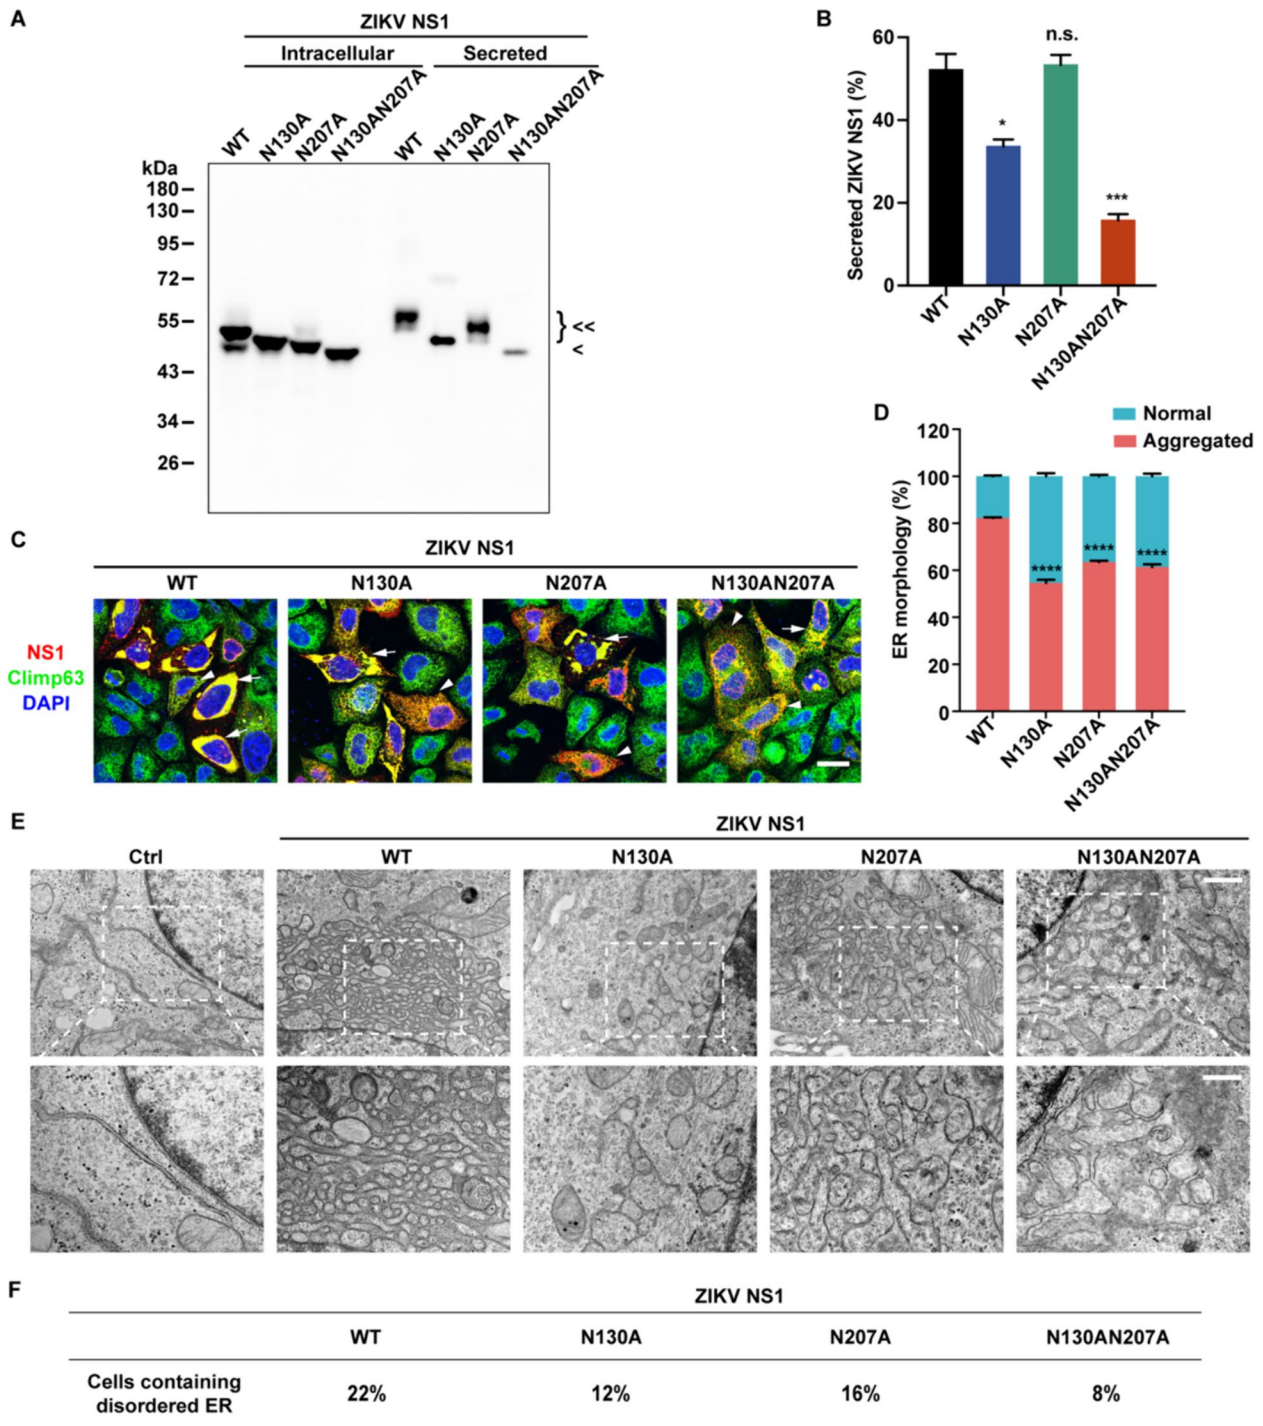 A
ZIKV NS1
Intracellular Secreted
WT N130A N207A N130AN207A WT N130A N207A N130AN207A
kDa
180
130
95
72
55
43
34
26
<<
<
B
Secreted ZIKV NS1 (%)
60
40
20
0
n.s.
*
***
WT N130A N207A N130AN207A
C
ZIKV NS1
WT N130A N207A N130AN207A
NS1
Climp63
DAPI
D
Normal
Aggregated
ER morphology (%)
120
100
80
60
40
20
0
**** **** ****
WT N130A N207A N130AN207A
E
ZIKV NS1
Ctrl WT N130A N207A N130AN207A
F
ZIKV NS1
WT N130A N207A N130AN207A
Cells containing
disordered ER
22% 12% 16% 8%